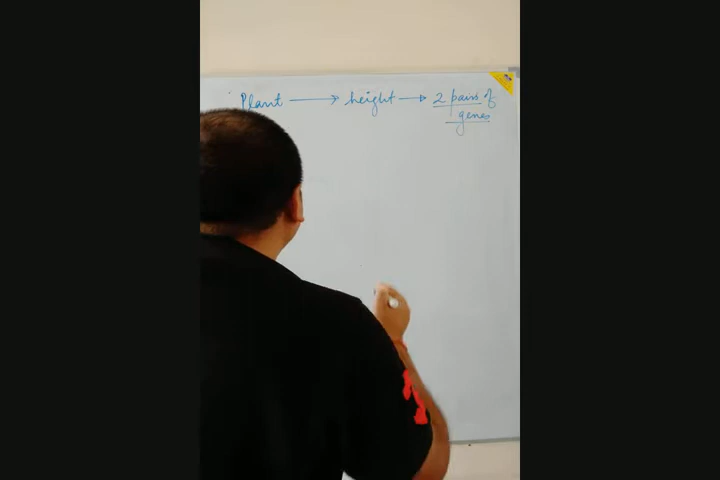 Plant → height → 2 pairs of
genes